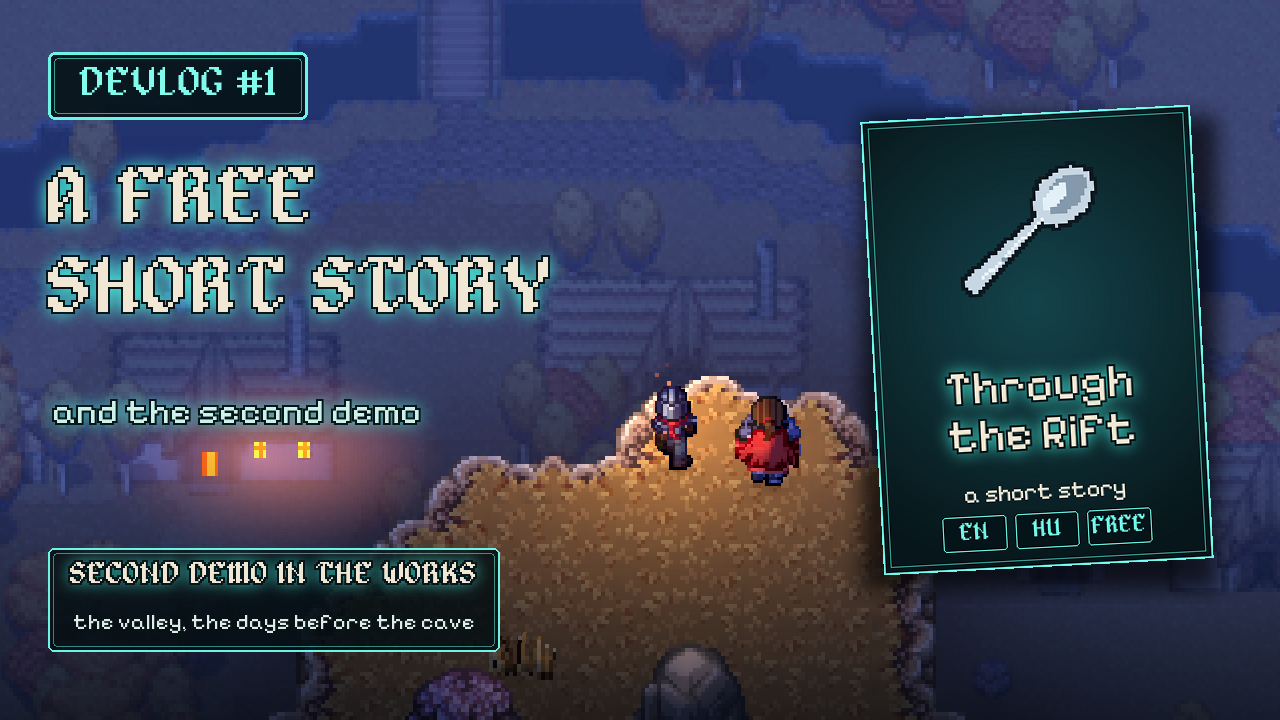 DEVLOG #1
A FREE
SHORT STORY
and the second demo
SECOND DEMO IN THE WORKS
the valley, the days before the cave
Through
the Rift
a short story
EN HU FREE